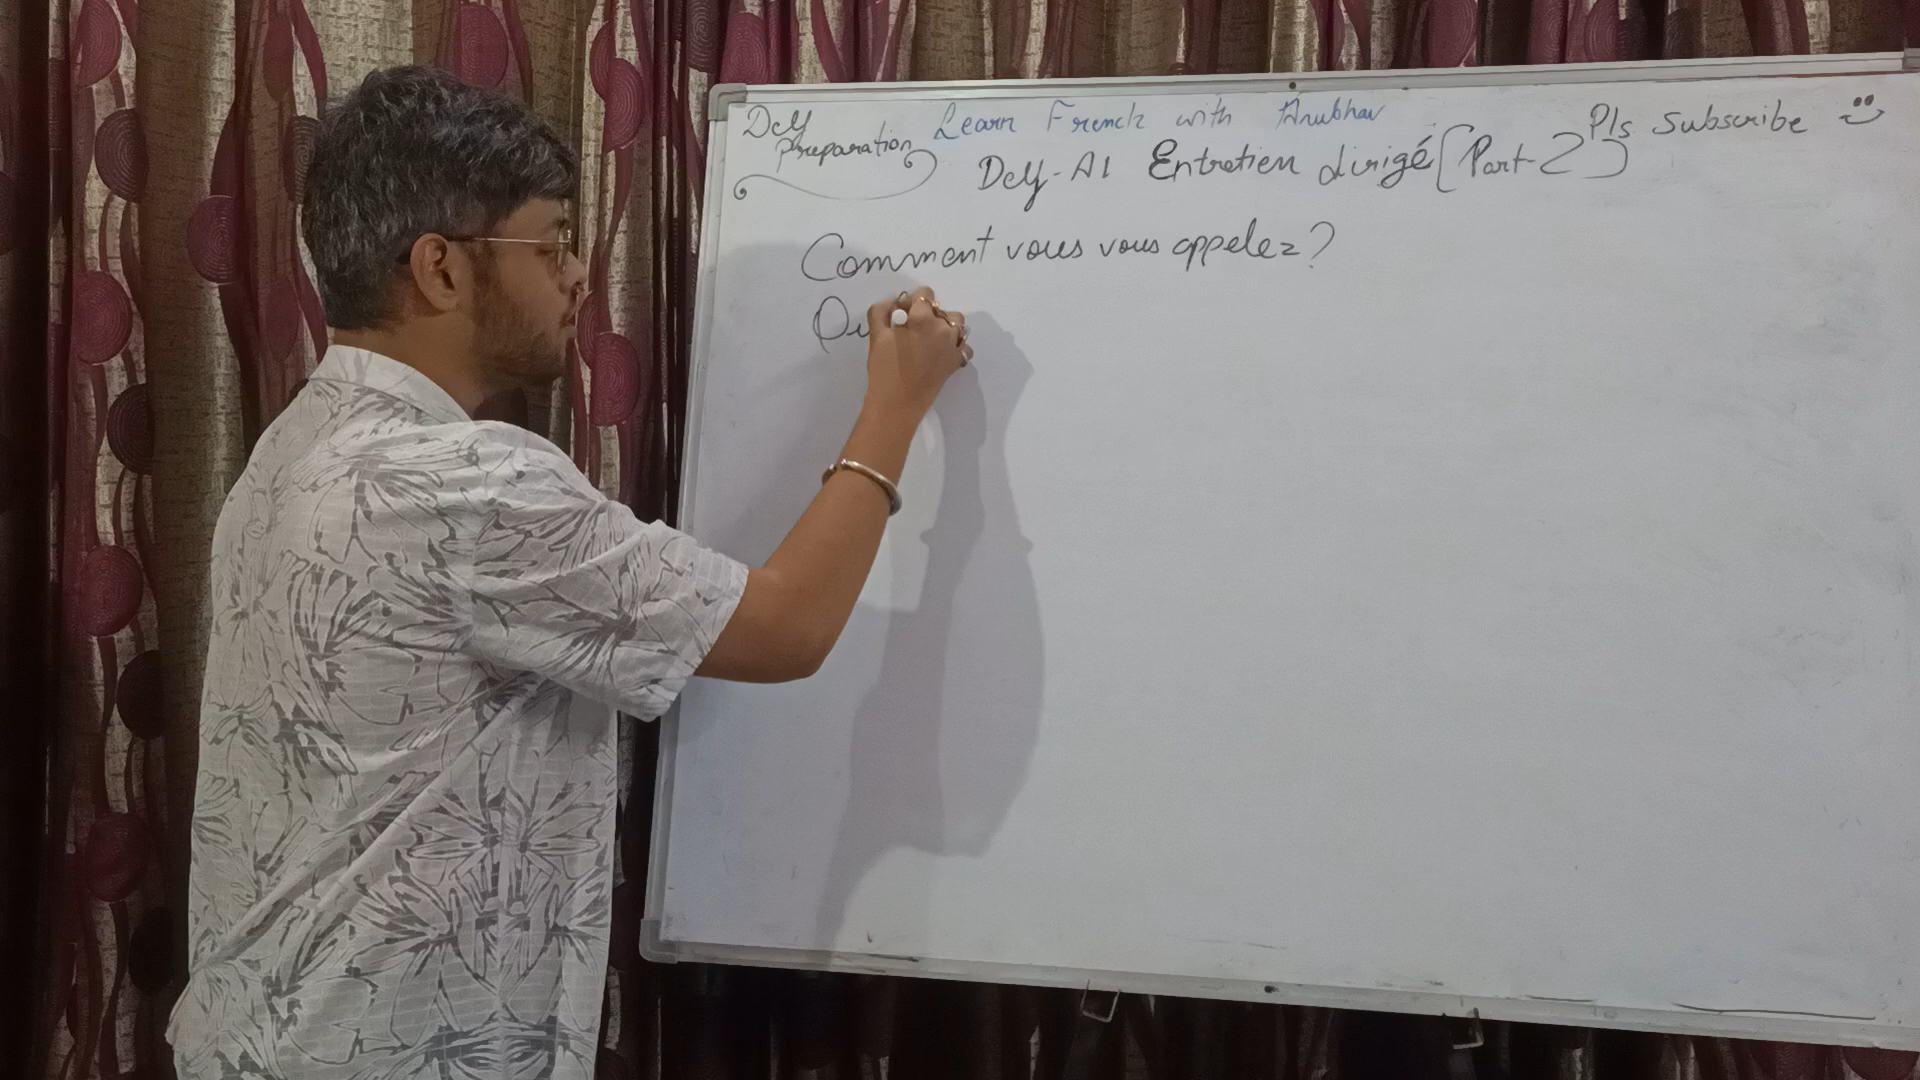 Delf Preparation
Learn French with Anubhav
Pls Subscribe
Delf-A1 Entretien dirigé [Part-2]
Comment vous vous appelez?
Qu